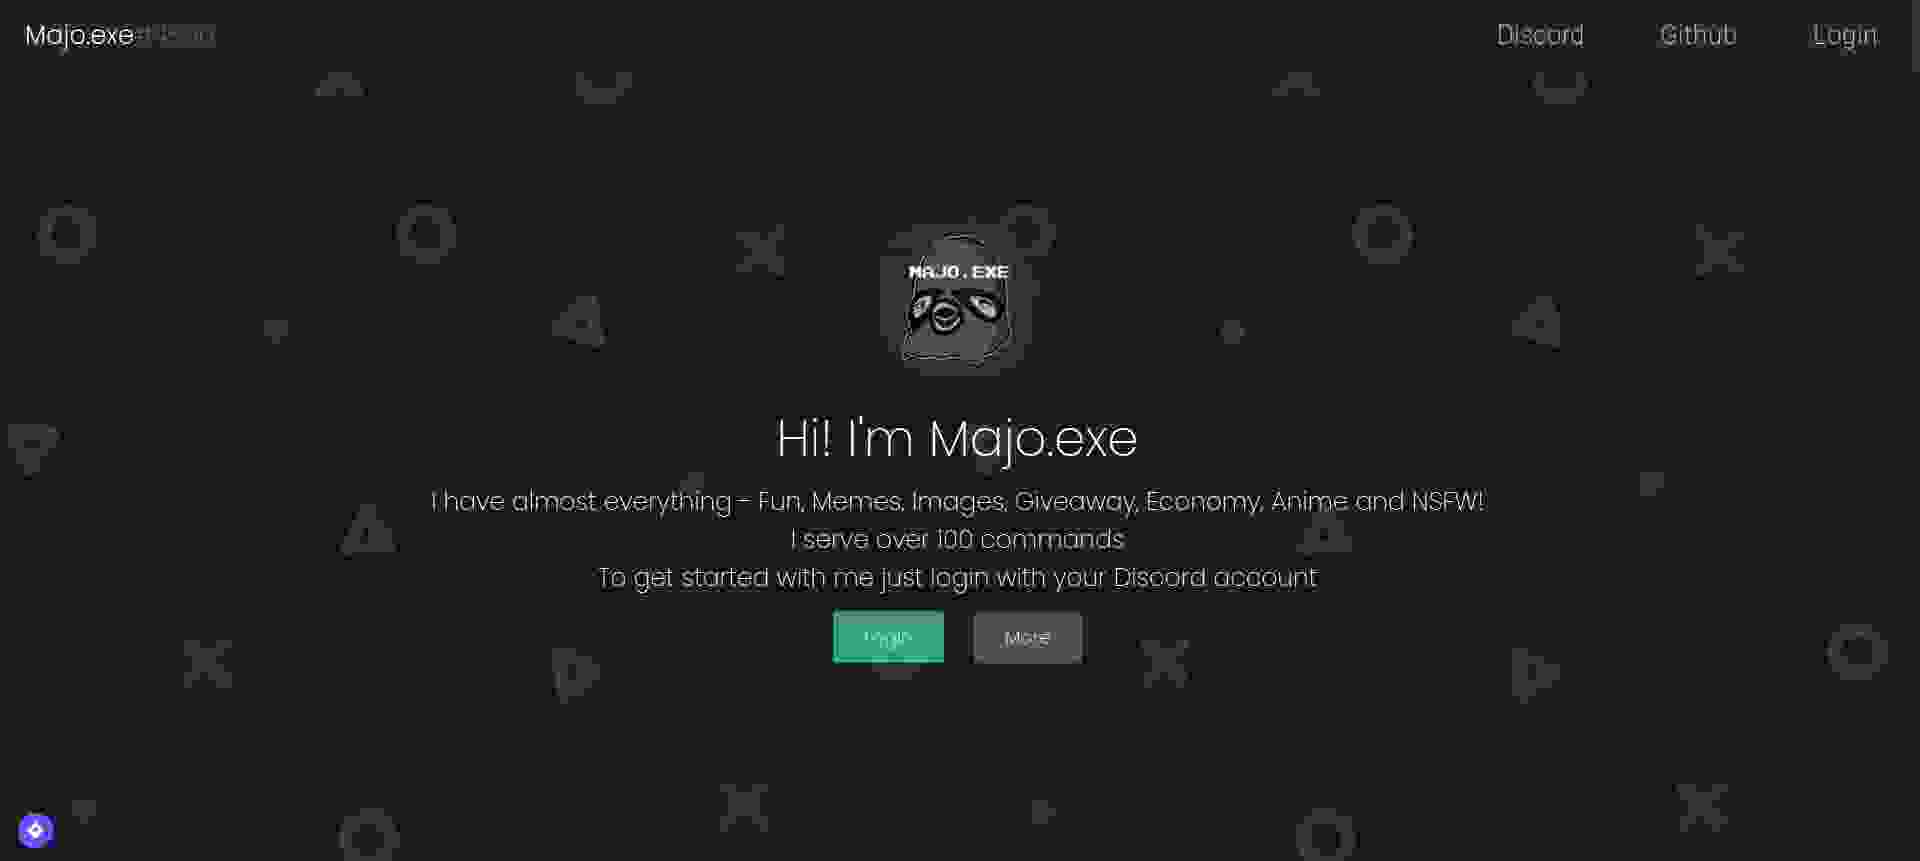 Majo.exe
Discord Github Login
MAJO.EXE
Hi! I'm Majo.exe
I have almost everything - Fun, Memes, Images, Giveaway, Economy, Anime and NSFW!
I serve over 100 commands
To get started with me just login with your Discord account
Login More